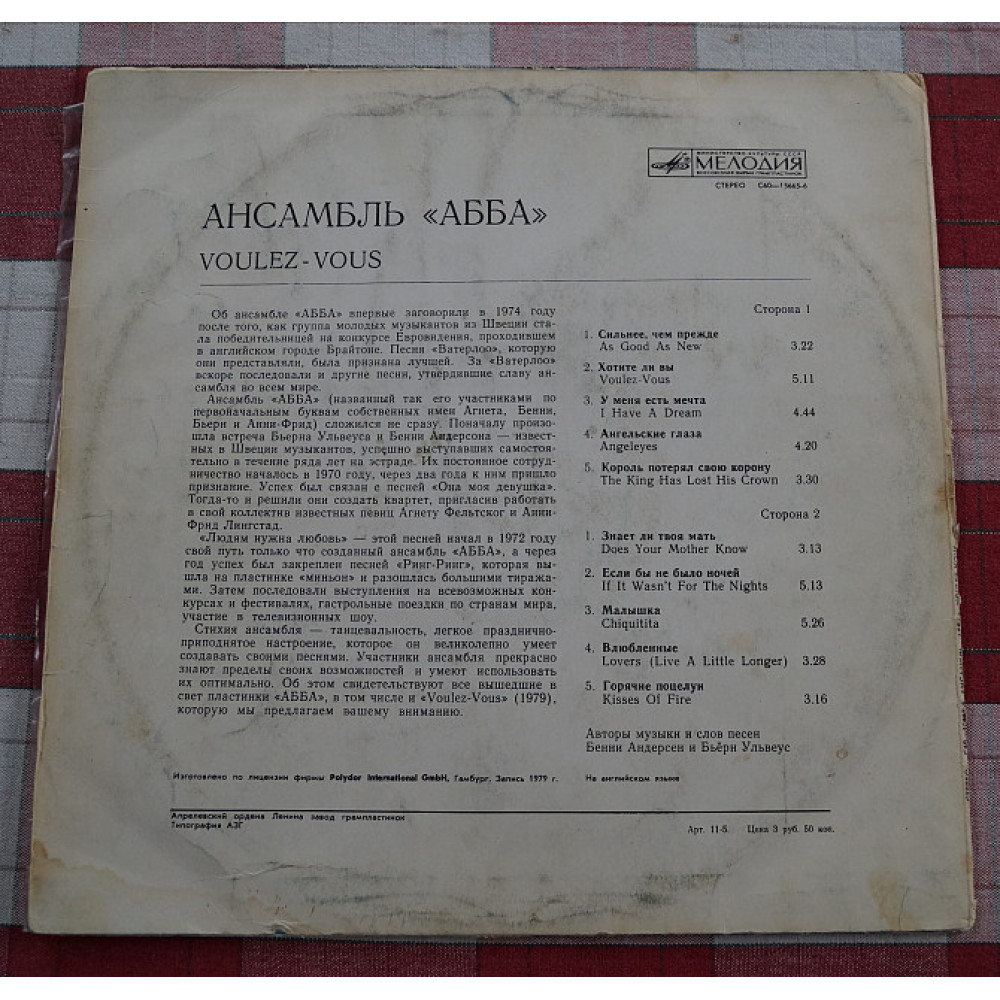 МИНИСТЕРСТВО КУЛЬТУРЫ СССР
МЕЛОДИЯ
ВСЕСОЮЗНАЯ ФИРМА ГРАМПЛАСТИНОК
СТЕРЕО С60—13665-6
АНСАМБЛЬ «АББА»
VOULEZ-VOUS
Об ансамбле «АББА» впервые заговорили в 1974 году
после того, как группа молодых музыкантов из Швеции ста-
ла победительницей на конкурсе Евровидения, проходившем
в английском городе Брайтоне. Песня «Ватерлоо», которую
они представляли, была признана лучшей. За «Ватерлоо»
вскоре последовали и другие песни, утвердившие славу ан-
самбля во всем мире.
Ансамбль «АББА» (названный так его участниками по
первоначальным буквам собственных имен Агнета, Бенни,
Бьерн и Анни-Фрид) сложился не сразу. Поначалу произо-
шла встреча Бьерна Ульвеуса и Бенни Андерсона — извест-
ных в Швеции музыкантов, успешно выступавших самостоя-
тельно в течение ряда лет на эстраде. Их постоянное сотруд-
ничество началось в 1970 году, через два года к ним пришло
признание. Успех был связан с песней «Она моя девушка».
Тогда-то и решили они создать квартет, пригласив работать
в свой коллектив известных певиц Агнету Фельтског и Анни-
Фрид Лингстад.
«Людям нужна любовь» — этой песней начал в 1972 году
свой путь только что созданный ансамбль «АББА», а через
год успех был закреплен песней «Ринг-Ринг», которая вы-
шла на пластинке «миньон» и разошлась большими тиража-
ми. Затем последовали выступления на всевозможных кон-
курсах и фестивалях, гастрольные поездки по странам мира,
участие в телевизионных шоу.
Стихия ансамбля — танцевальность, легкое празднично-
приподнятое настроение, которое он великолепно умеет
создавать своими песнями. Участники ансамбля прекрасно
знают пределы своих возможностей и умеют использовать
их оптимально. Об этом свидетельствуют все вышедшие в
свет пластинки «АББА», в том числе и «Voulez-Vous» (1979),
которую мы предлагаем вашему вниманию.
Сторона 1
1. Сильнее, чем прежде
As Good As New 3.22
2. Хотите ли вы
Voulez-Vous 5.11
3. У меня есть мечта
I Have A Dream 4.44
4. Ангельские глаза
Angeleyes 4.20
5. Король потерял свою корону
The King Has Lost His Crown 3.30
Сторона 2
1. Знает ли твоя мать
Does Your Mother Know 3.13
2. Если бы не было ночей
If It Wasn't For The Nights 5.13
3. Малышка
Chiquitita 5.26
4. Влюбленные
Lovers (Live A Little Longer) 3.28
5. Горячие поцелуи
Kisses Of Fire 3.16
Авторы музыки и слов песен
Бенни Андерсен и Бьёрн Ульвеус
Изготовлено по лицензии фирмы Polydor International GmbH, Гамбург. Запись 1979 г.
На английском языке
Апрелевский ордена Ленина завод грампластинок
Типография АЗГ
Арт. 11-5. Цена 3 руб. 50 коп.